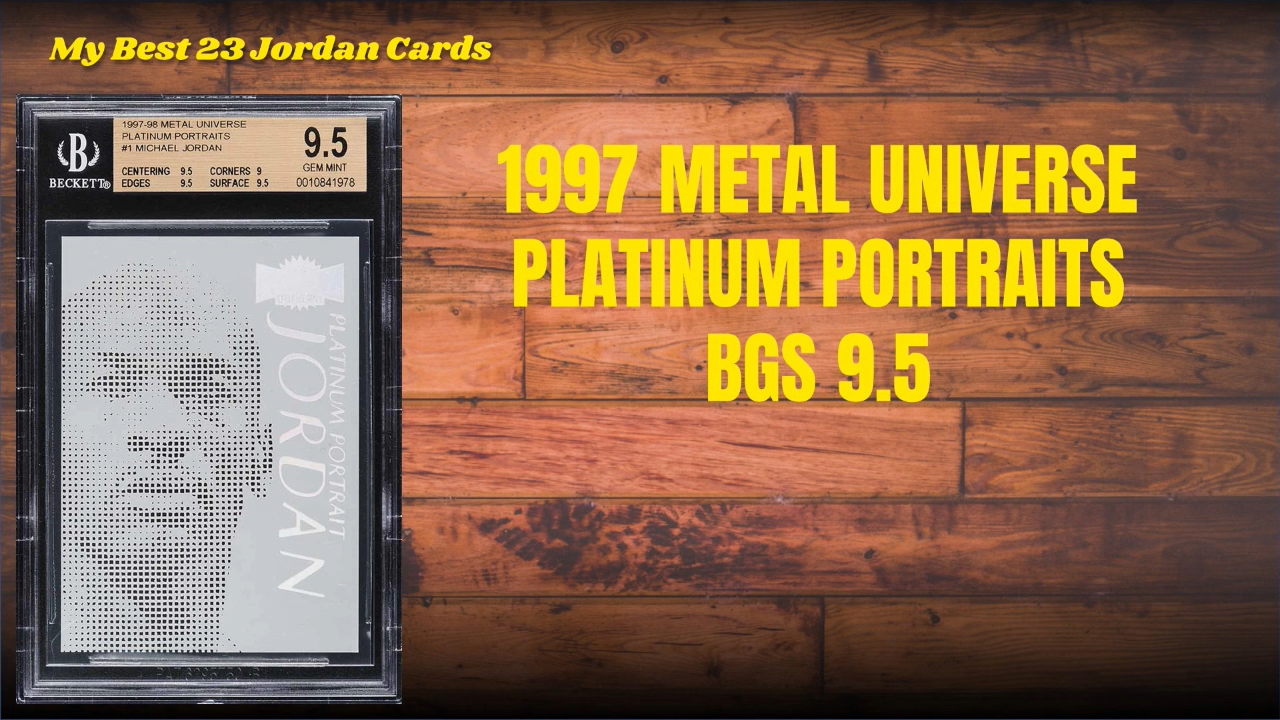 My Best 23 Jordan Cards
1997-98 METAL UNIVERSE
PLATINUM PORTRAITS
#1 MICHAEL JORDAN
9.5
GEM MINT
CENTERING 9.5 CORNERS 9
EDGES 9.5 SURFACE 9.5
0010841978
B
BECKETT®
PLATINUM PORTRAIT
JORDAN
1997 METAL UNIVERSE
PLATINUM PORTRAITS
BGS 9.5